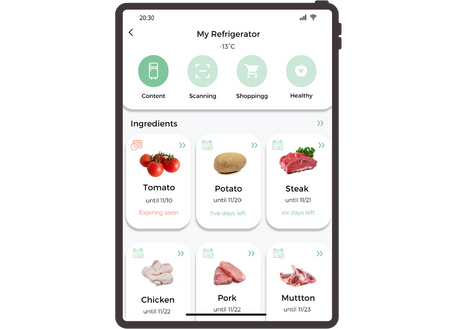 20:30
My Refrigerator
-13°C
Content
Scanning
Shoppingg
Healthy
Ingredients
Tomato
until 11/10
Expiring soon
Potato
until 11/20
five days left
Steak
until 11/21
six days left
Chicken
until 11/22
Pork
until 11/22
Muttton
until 11/23